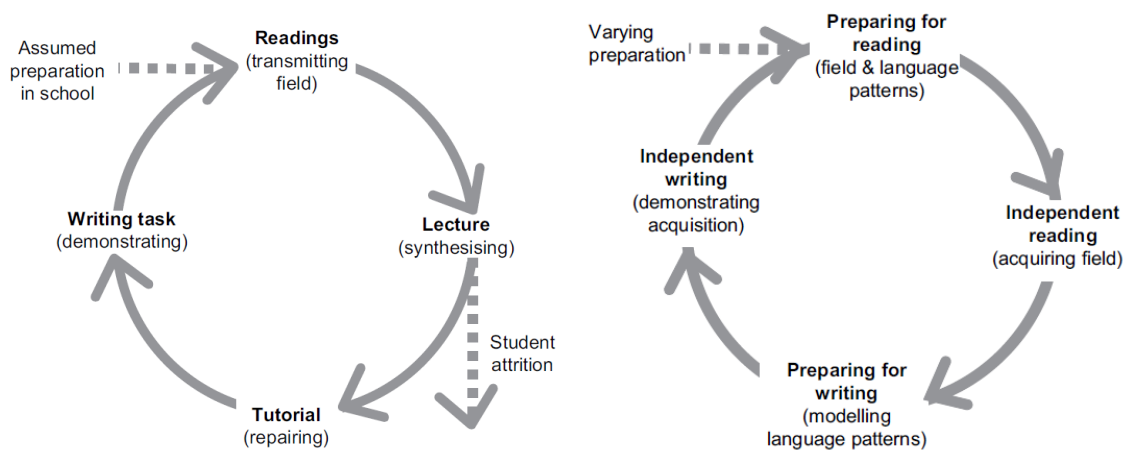 Assumed
preparation
in school
Readings
(transmitting
field)
Lecture
(synthesising)
Student
attrition
Tutorial
(repairing)
Writing task
(demonstrating)
Varying
preparation
Preparing for
reading
(field & language
patterns)
Independent
reading
(acquiring field)
Preparing for
writing
(modelling
language patterns)
Independent
writing
(demonstrating
acquisition)